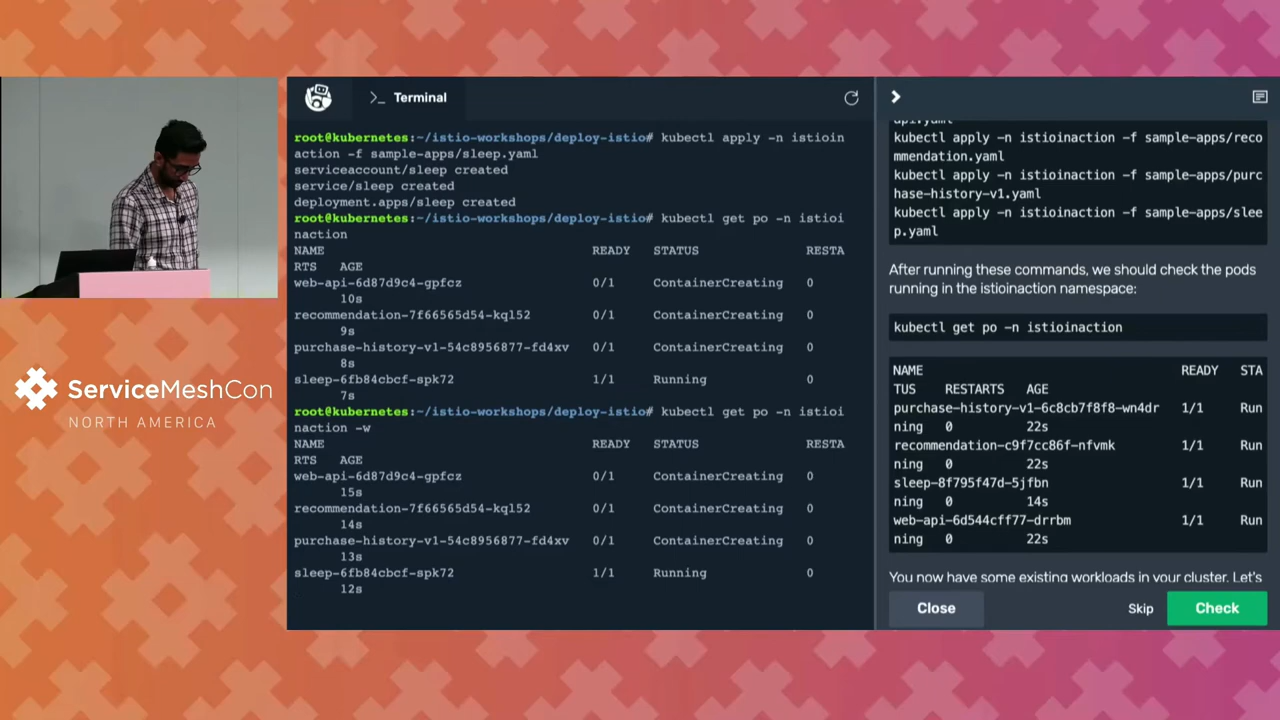 ServiceMeshCon
NORTH AMERICA
>_ Terminal
root@kubernetes:~/istio-workshops/deploy-istio# kubectl apply -n istioin
action -f sample-apps/sleep.yaml
serviceaccount/sleep created
service/sleep created
deployment.apps/sleep created
root@kubernetes:~/istio-workshops/deploy-istio# kubectl get po -n istioi
naction
NAME READY STATUS RESTA
RTS AGE
web-api-6d87d9c4-gpfcz 0/1 ContainerCreating 0
10s
recommendation-7f66565d54-kql52 0/1 ContainerCreating 0
9s
purchase-history-v1-54c8956877-fd4xv 0/1 ContainerCreating 0
8s
sleep-6fb84cbcf-spk72 1/1 Running 0
7s
root@kubernetes:~/istio-workshops/deploy-istio# kubectl get po -n istioi
naction -w
NAME READY STATUS RESTA
RTS AGE
web-api-6d87d9c4-gpfcz 0/1 ContainerCreating 0
15s
recommendation-7f66565d54-kql52 0/1 ContainerCreating 0
14s
purchase-history-v1-54c8956877-fd4xv 0/1 ContainerCreating 0
13s
sleep-6fb84cbcf-spk72 1/1 Running 0
12s
api.yaml
kubectl apply -n istioinaction -f sample-apps/reco
mmendation.yaml
kubectl apply -n istioinaction -f sample-apps/purc
hase-history-v1.yaml
kubectl apply -n istioinaction -f sample-apps/slee
p.yaml
After running these commands, we should check the pods
running in the istioinaction namespace:
kubectl get po -n istioinaction
NAME READY STA
TUS RESTARTS AGE
purchase-history-v1-6c8cb7f8f8-wn4dr 1/1 Run
ning 0 22s
recommendation-c9f7cc86f-nfvmk 1/1 Run
ning 0 22s
sleep-8f795f47d-5jfbn 1/1 Run
ning 0 14s
web-api-6d544cff77-drrbm 1/1 Run
ning 0 22s
You now have some existing workloads in your cluster. Let's
Close
Skip
Check